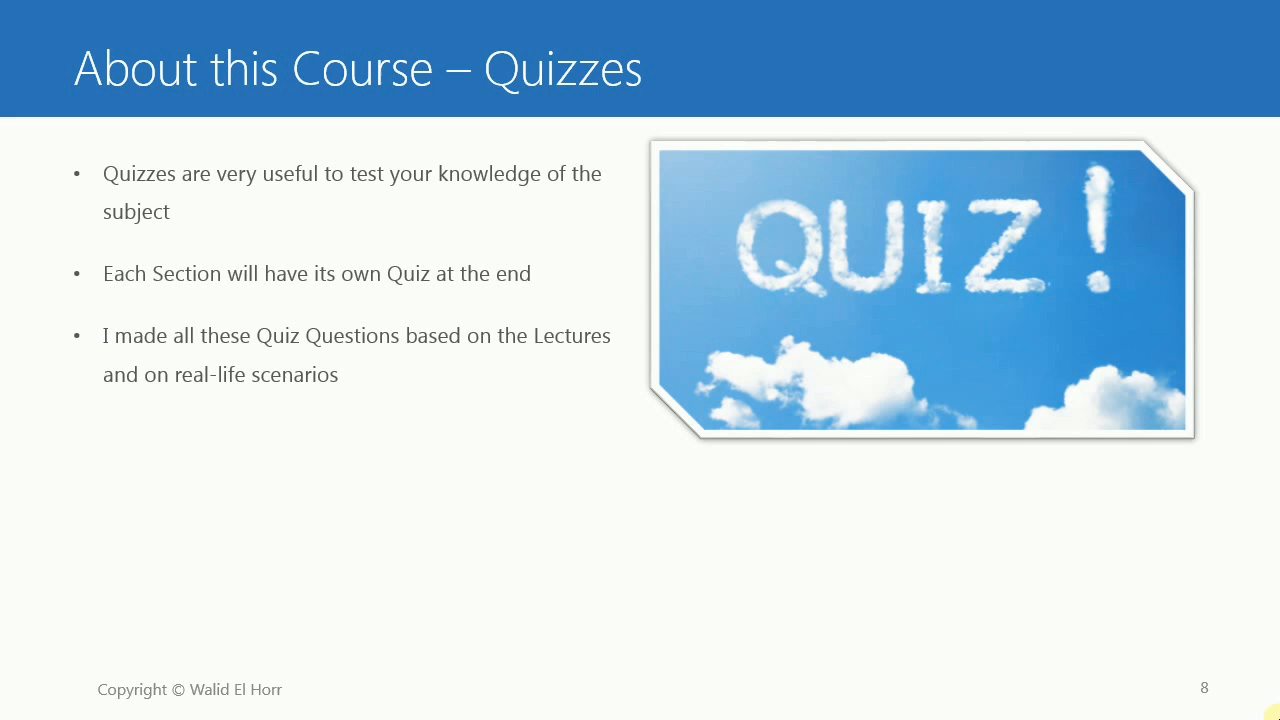 About this Course – Quizzes
• Quizzes are very useful to test your knowledge of the
subject
• Each Section will have its own Quiz at the end
• I made all these Quiz Questions based on the Lectures
and on real-life scenarios
QUIZ!
Copyright © Walid El Horr
8